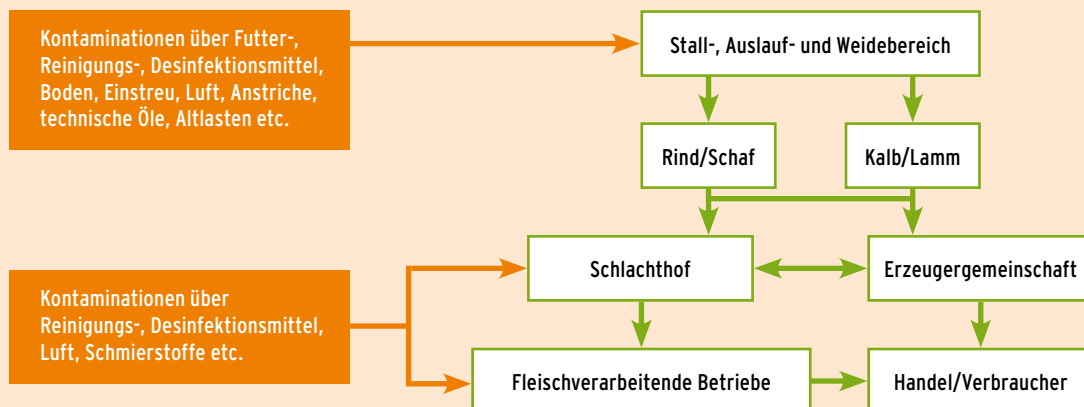 Kontaminationen über Futter-,
Reinigungs-, Desinfektionsmittel,
Boden, Einstreu, Luft, Anstriche,
technische Öle, Altlasten etc.
Stall-, Auslauf- und Weidebereich
Rind/Schaf
Kalb/Lamm
Schlachthof
Erzeugergemeinschaft
Kontaminationen über
Reinigungs-, Desinfektionsmittel,
Luft, Schmierstoffe etc.
Fleischverarbeitende Betriebe
Handel/Verbraucher